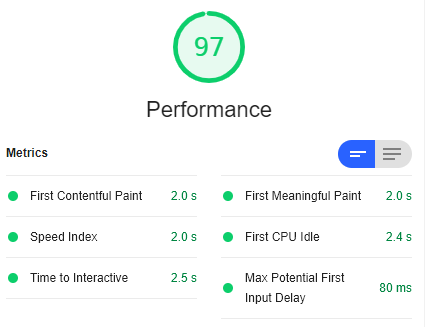 97
Performance
Metrics
First Contentful Paint 2.0 s
First Meaningful Paint 2.0 s
Speed Index 2.0 s
First CPU Idle 2.4 s
Time to Interactive 2.5 s
Max Potential First
Input Delay 80 ms